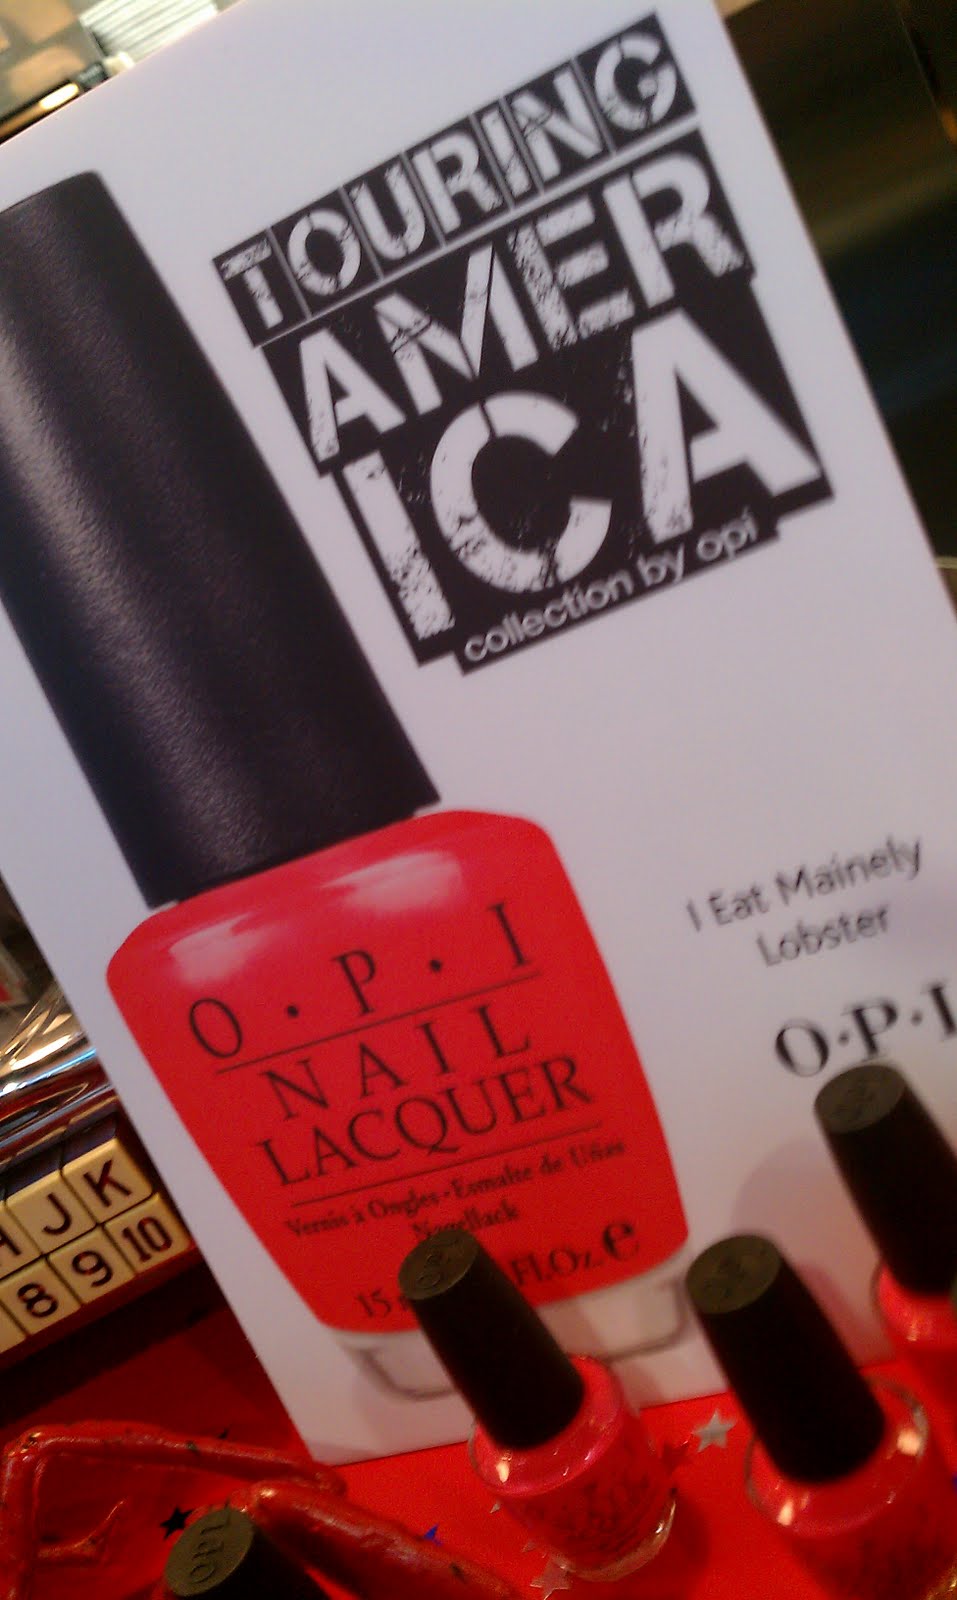 TOURING
AMER
ICA
collection by opi
I Eat Mainely
Lobster
O·P·I
O·P·I
NAIL
LACQUER
Vernis à Ongles · Esmalte de Uñas
Nagellack
15 FL.OZ. e
J K
8 9 10
OPI